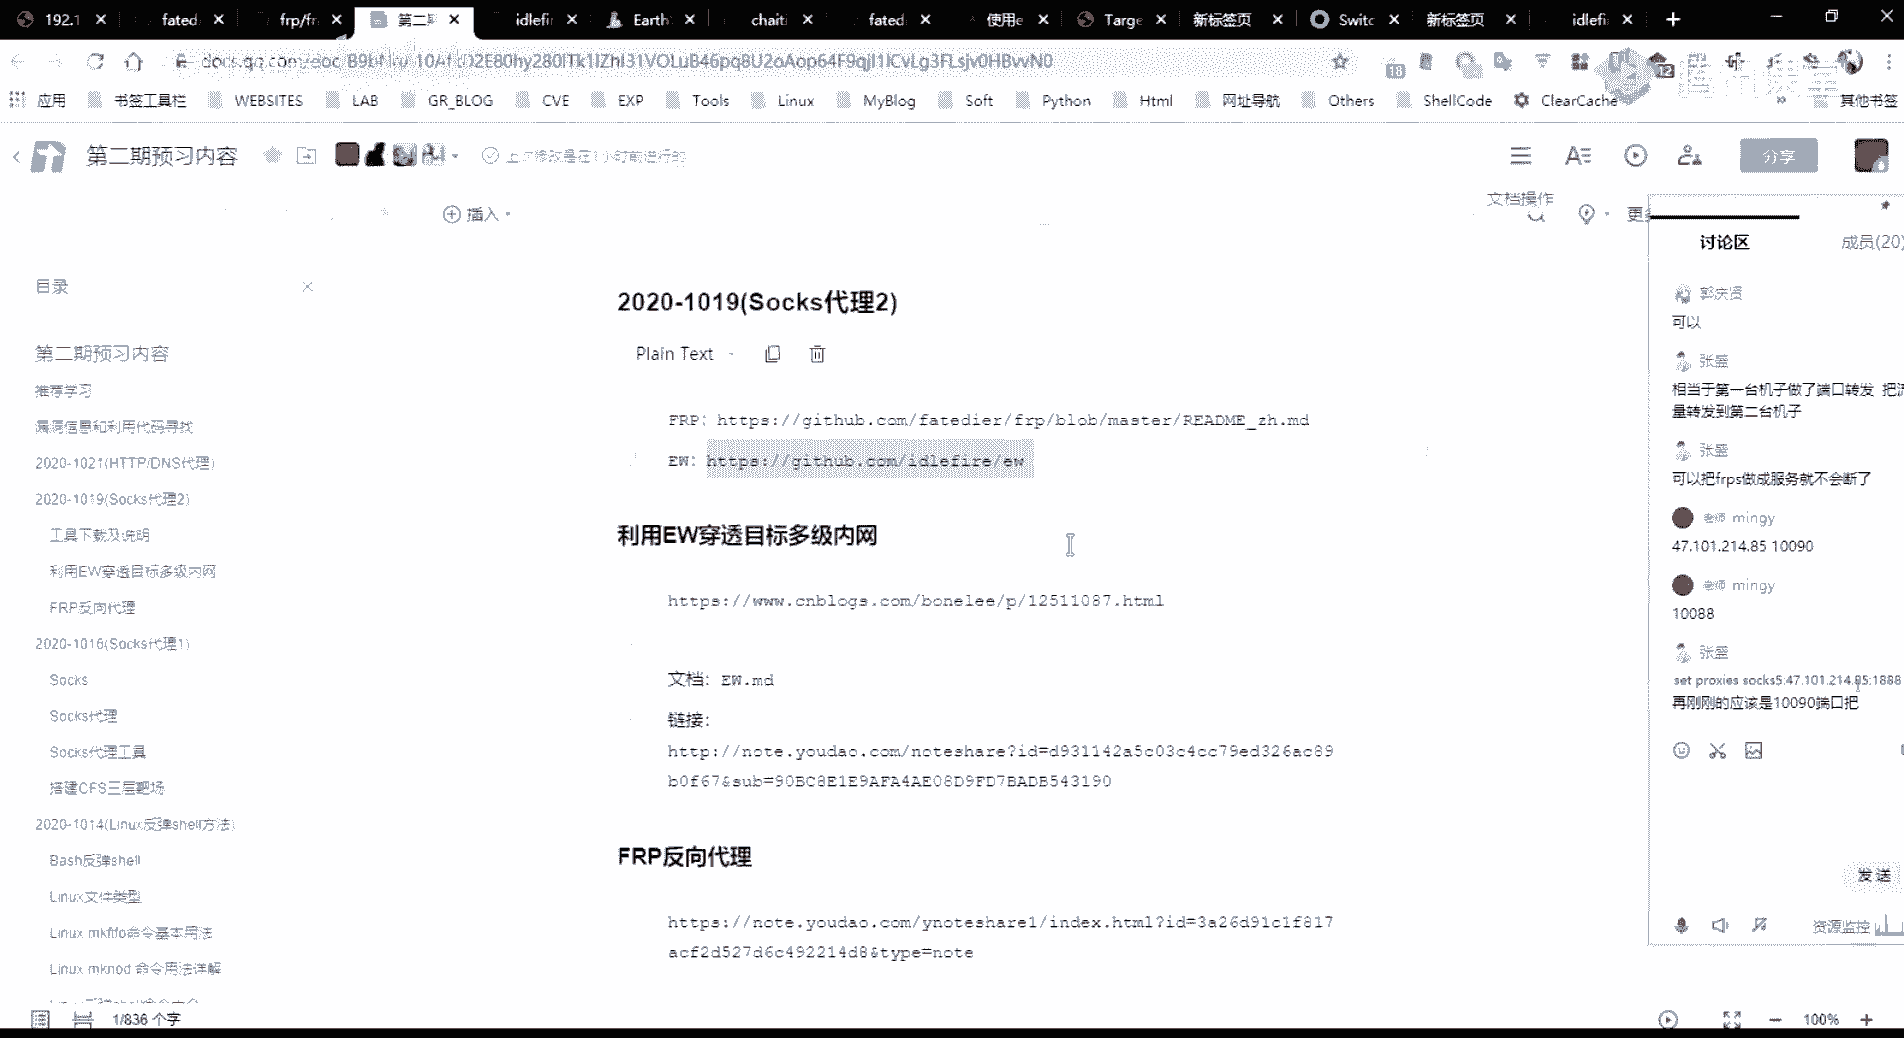 192.1
fated
frp/fr
第二期
idlefir
Earth
chait
fated
使用e
Targe
新标签页
Switc
新标签页
idlefi
应用
书签工具栏
WEBSITES
LAB
GR_BLOG
CVE
EXP
Tools
Linux
MyBlog
Soft
Python
Html
网址导航
Others
ShellCode
ClearCache
其他书签
第二期预习内容
分享
插入
文档操作
目录
第二期预习内容
推荐学习
漏洞信息和利用代码寻找
2020-1021(HTTP/DNS代理)
2020-1019(Socks代理2)
工具下载及说明
利用EW穿透目标多级内网
FRP反向代理
2020-1016(Socks代理1)
Socks
Socks代理
Socks代理工具
搭建CFS三层靶场
2020-1014(Linux反弹shell方法)
Bash反弹shell
Linux文件类型
Linux mkfifo命令基本用法
Linux mknod 命令用法详解
1/836 个字
2020-1019(Socks代理2)
Plain Text
FRP: https://github.com/fatedier/frp/blob/master/README_zh.md
EW: https://github.com/idlefire/ew
利用EW穿透目标多级内网
https://www.cnblogs.com/bonelee/p/12511087.html
文档: EW.md
链接:
http://note.youdao.com/noteshare?id=d931142a5c03c4cc79ed326ac89
b0f67&sub=90BC8E1E9AFA4AE08D9FD7BADB543190
FRP反向代理
https://note.youdao.com/ynoteshare1/index.html?id=3a26d91c1f817
acf2d527d6c492214d8&type=note
讨论区
成员(20)
可以
张玺
相当于第一台机子做了端口转发 把流
量转发到第二台机子
可以把frps做成服务就不会断了
老师 mingy
47.101.214.85 10090
老师 mingy
10088
set proxies socks5:47.101.214.85:1888
再刚刚的应该是10090端口把
发送
资源监控
100%